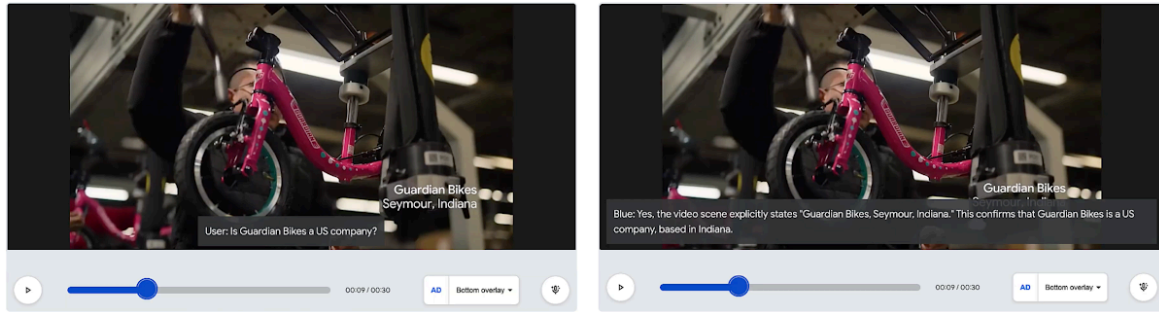 Guardian Bikes
Seymour, Indiana
User: Is Guardian Bikes a US company?
00:09 / 00:30
AD
Bottom overlay
Guardian Bikes
Seymour, Indiana
Blue: Yes, the video scene explicitly states "Guardian Bikes, Seymour, Indiana." This confirms that Guardian Bikes is a US
company, based in Indiana.
00:09 / 00:30
AD
Bottom overlay